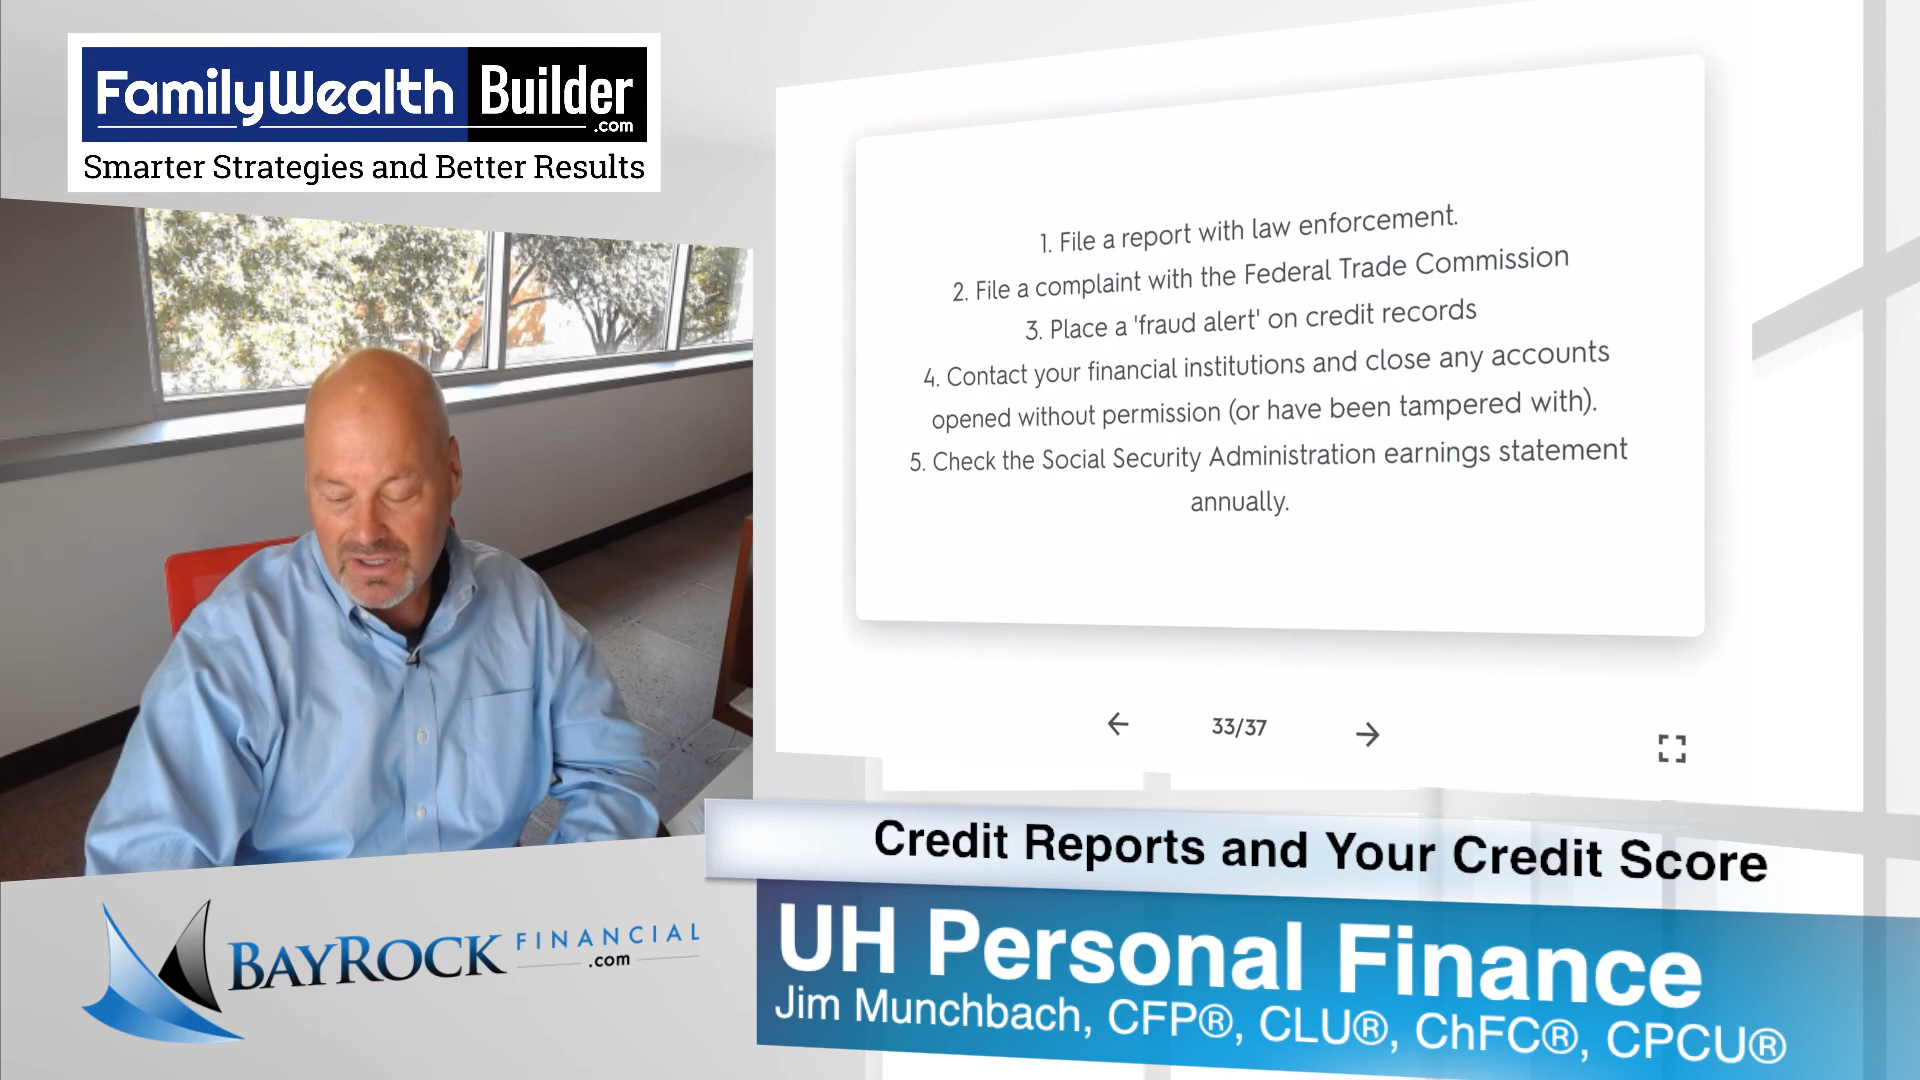 FamilyWealth Builder
.com
Smarter Strategies and Better Results
1. File a report with law enforcement.
2. File a complaint with the Federal Trade Commission
3. Place a 'fraud alert' on credit records
4. Contact your financial institutions and close any accounts
opened without permission (or have been tampered with).
5. Check the Social Security Administration earnings statement
annually.
33/37
Credit Reports and Your Credit Score
UH Personal Finance
Jim Munchbach, CFP®, CLU®, ChFC®, CPCU®
BAYROCK FINANCIAL
.com